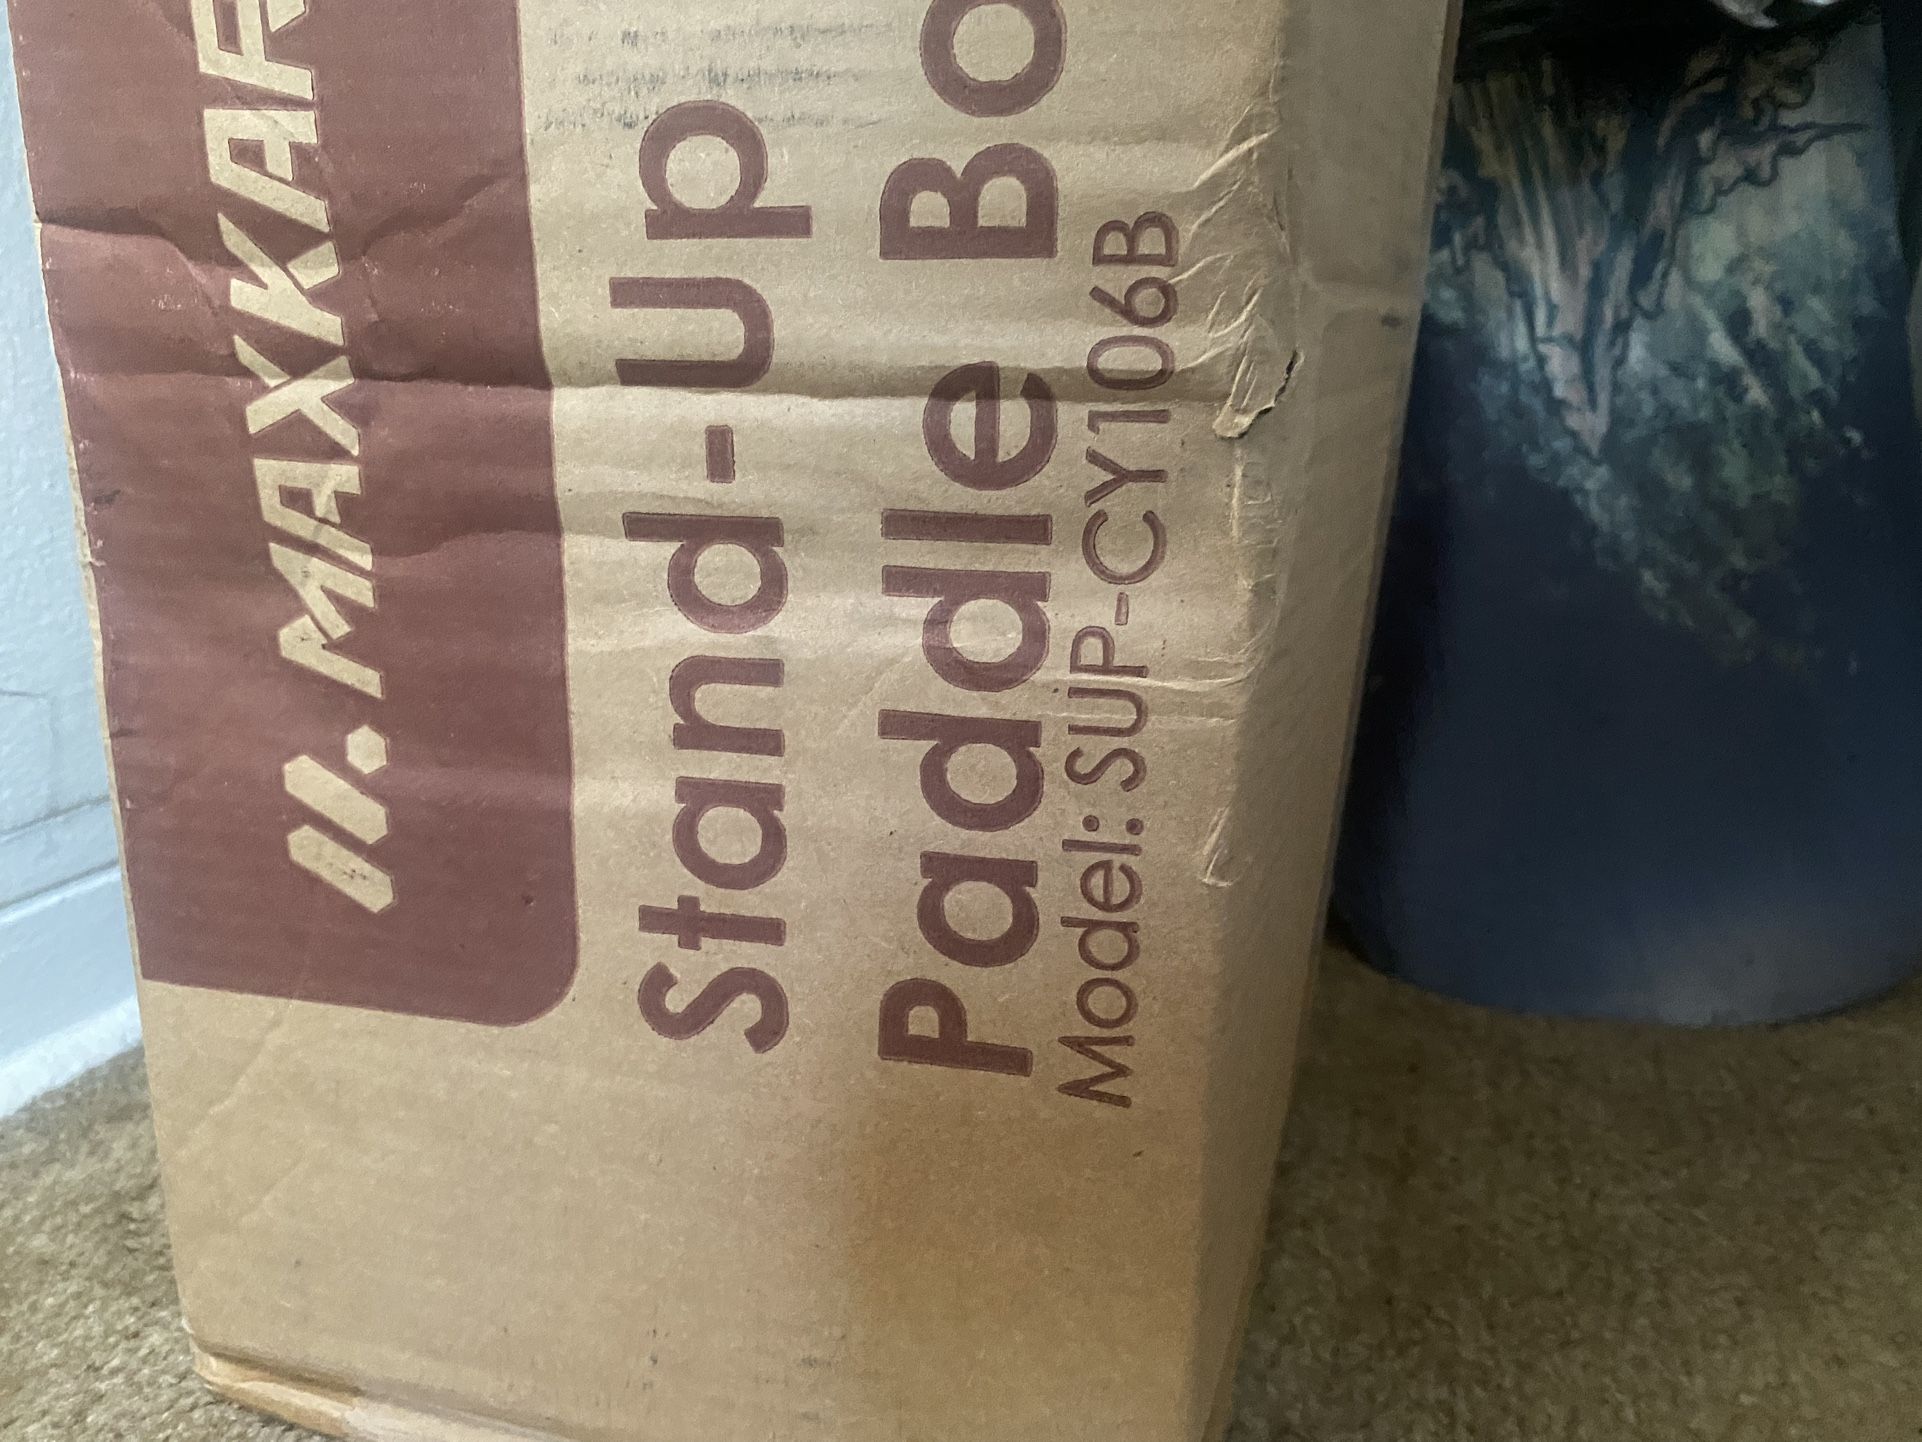 MAXKAR
Stand-up
Paddle Bo
Model: SUP-CY106B